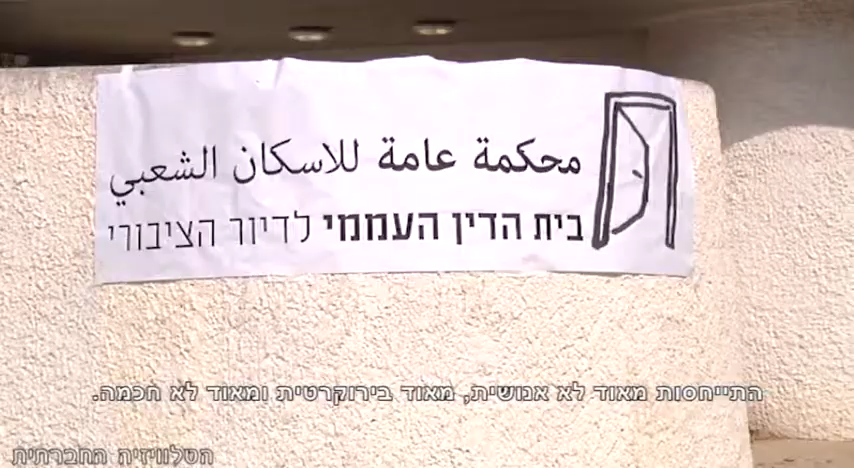 محكمة عامة للاسكان الشعبي
בית הדין העממי לדיור הציבורי
התייחסות מאוד לא אנושית, מאוד בירוקרטית ומאוד לא חכמה.
הטלוויזיה החברתית